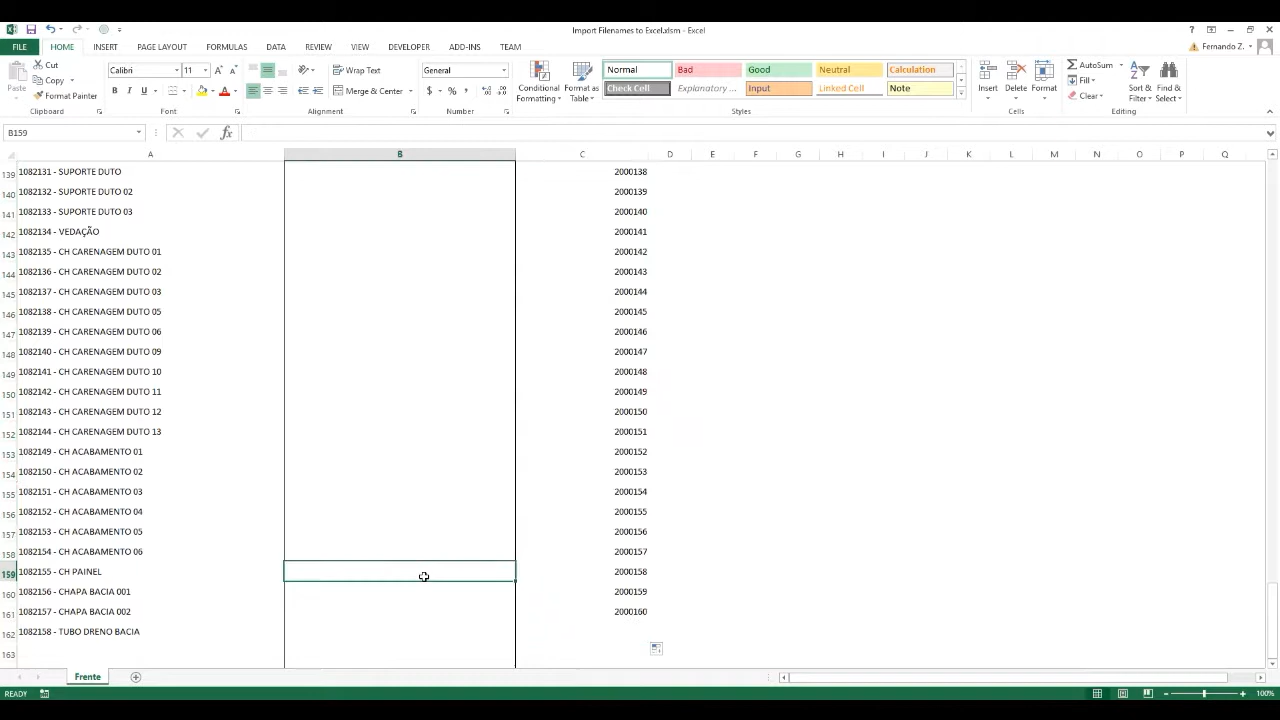 Import Filenames to Excel.xlsm - Excel
FILE HOME INSERT PAGE LAYOUT FORMULAS DATA REVIEW VIEW DEVELOPER ADD-INS TEAM
Fernando Z.
Paste
Cut
Copy
Format Painter
Clipboard
Calibri 11
B I U
Font
Wrap Text
Merge & Center
Alignment
General
$ % ,
Number
Conditional Formatting
Format as Table
Normal Bad Good Neutral Calculation
Check Cell Explanatory ... Input Linked Cell Note
Styles
Insert Delete Format
Cells
AutoSum
Fill
Clear
Sort & Filter
Find & Select
Editing
B159 fx
A B C D E F G H I J K L M N O P Q
139 1082131 - SUPORTE DUTO 2000138
140 1082132 - SUPORTE DUTO 02 2000139
141 1082133 - SUPORTE DUTO 03 2000140
142 1082134 - VEDAÇÃO 2000141
143 1082135 - CH CARENAGEM DUTO 01 2000142
144 1082136 - CH CARENAGEM DUTO 02 2000143
145 1082137 - CH CARENAGEM DUTO 03 2000144
146 1082138 - CH CARENAGEM DUTO 05 2000145
147 1082139 - CH CARENAGEM DUTO 06 2000146
148 1082140 - CH CARENAGEM DUTO 09 2000147
149 1082141 - CH CARENAGEM DUTO 10 2000148
150 1082142 - CH CARENAGEM DUTO 11 2000149
151 1082143 - CH CARENAGEM DUTO 12 2000150
152 1082144 - CH CARENAGEM DUTO 13 2000151
153 1082149 - CH ACABAMENTO 01 2000152
154 1082150 - CH ACABAMENTO 02 2000153
155 1082151 - CH ACABAMENTO 03 2000154
156 1082152 - CH ACABAMENTO 04 2000155
157 1082153 - CH ACABAMENTO 05 2000156
158 1082154 - CH ACABAMENTO 06 2000157
159 1082155 - CH PAINEL 2000158
160 1082156 - CHAPA BACIA 001 2000159
161 1082157 - CHAPA BACIA 002 2000160
162 1082158 - TUBO DRENO BACIA
163
Frente
READY
100%